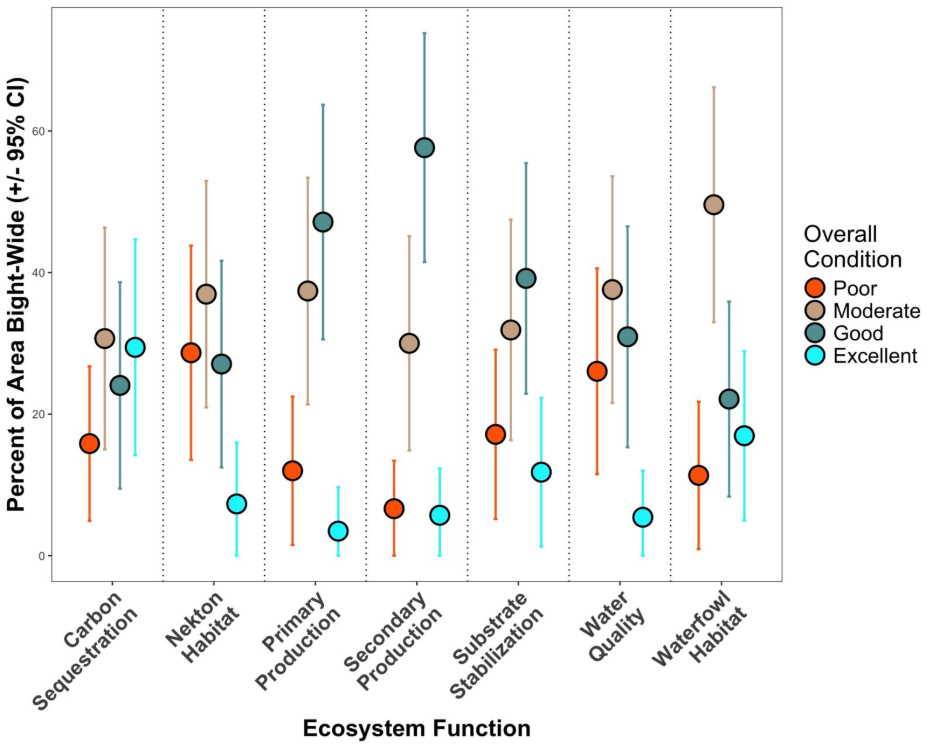 Percent of Area Bight-Wide (+/- 95% CI)
60
40
20
0
Carbon
Sequestration
Nekton
Habitat
Primary
Production
Secondary
Production
Substrate
Stabilization
Water
Quality
Waterfowl
Habitat
Ecosystem Function
Overall
Condition
Poor
Moderate
Good
Excellent